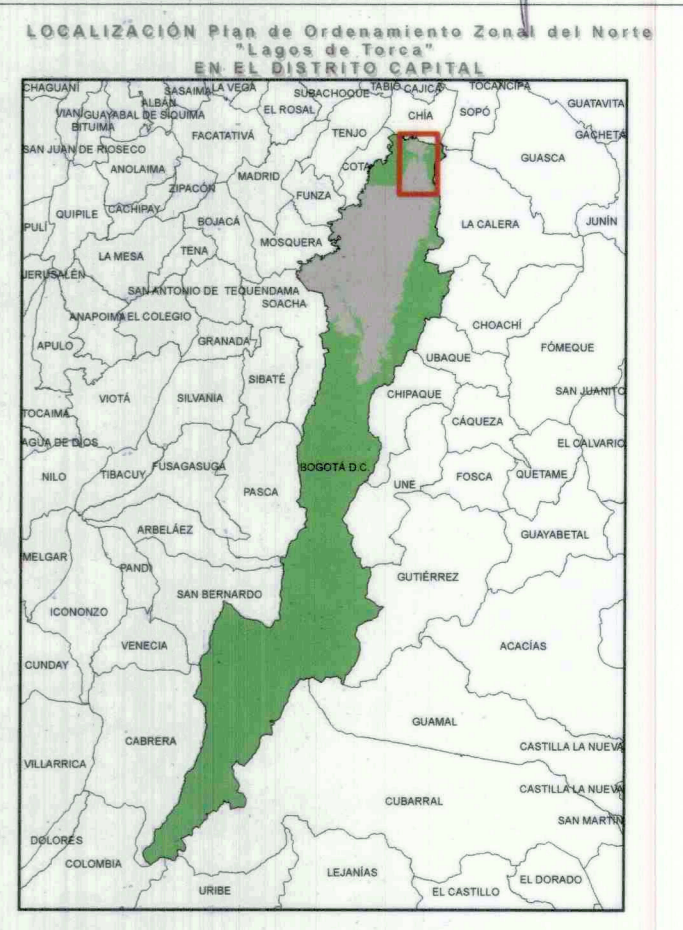 LOCALIZACIÓN Plan de Ordenamiento Zonal del Norte
"Lagos de Torca"
EN EL DISTRITO CAPITAL
CHAGUANÍ
SASAIMA
LA VEGA
SUBACHOQUE
TABIO
CAJICÁ
TOCANCIPÁ
ALBÁN
VIANÍ
GUAYABAL DE SÍQUIMA
EL ROSAL
CHÍA
SOPÓ
GUATAVITA
BITUIMA
FACATATIVÁ
TENJO
GACHETÁ
SAN JUAN DE RIOSECO
ANOLAIMA
MADRID
COTA
GUASCA
ZIPACÓN
FUNZA
PULÍ
QUIPILE
CACHIPAY
BOJACÁ
LA CALERA
JUNÍN
LA MESA
TENA
MOSQUERA
JERUSALÉN
SAN ANTONIO DE TEQUENDAMA
SOACHA
ANAPOIMA
EL COLEGIO
CHOACHÍ
APULO
GRANADA
UBAQUE
FÓMEQUE
SIBATÉ
VIOTÁ
SILVANIA
CHIPAQUE
SAN JUANITO
TOCAIMA
CÁQUEZA
AGUA DE DIOS
EL CALVARIO
NILO
TIBACUY
FUSAGASUGÁ
BOGOTÁ D.C.
PASCA
UNE
FOSCA
QUETAME
ARBELÁEZ
GUAYABETAL
MELGAR
PANDI
GUTIÉRREZ
SAN BERNARDO
ICONONZO
VENECIA
ACACÍAS
CUNDAY
GUAMAL
CABRERA
CASTILLA LA NUEVA
VILLARRICA
CASTILLA LA NUEVA
CUBARRAL
SAN MARTÍN
DOLORES
COLOMBIA
LEJANÍAS
EL DORADO
URIBE
EL CASTILLO